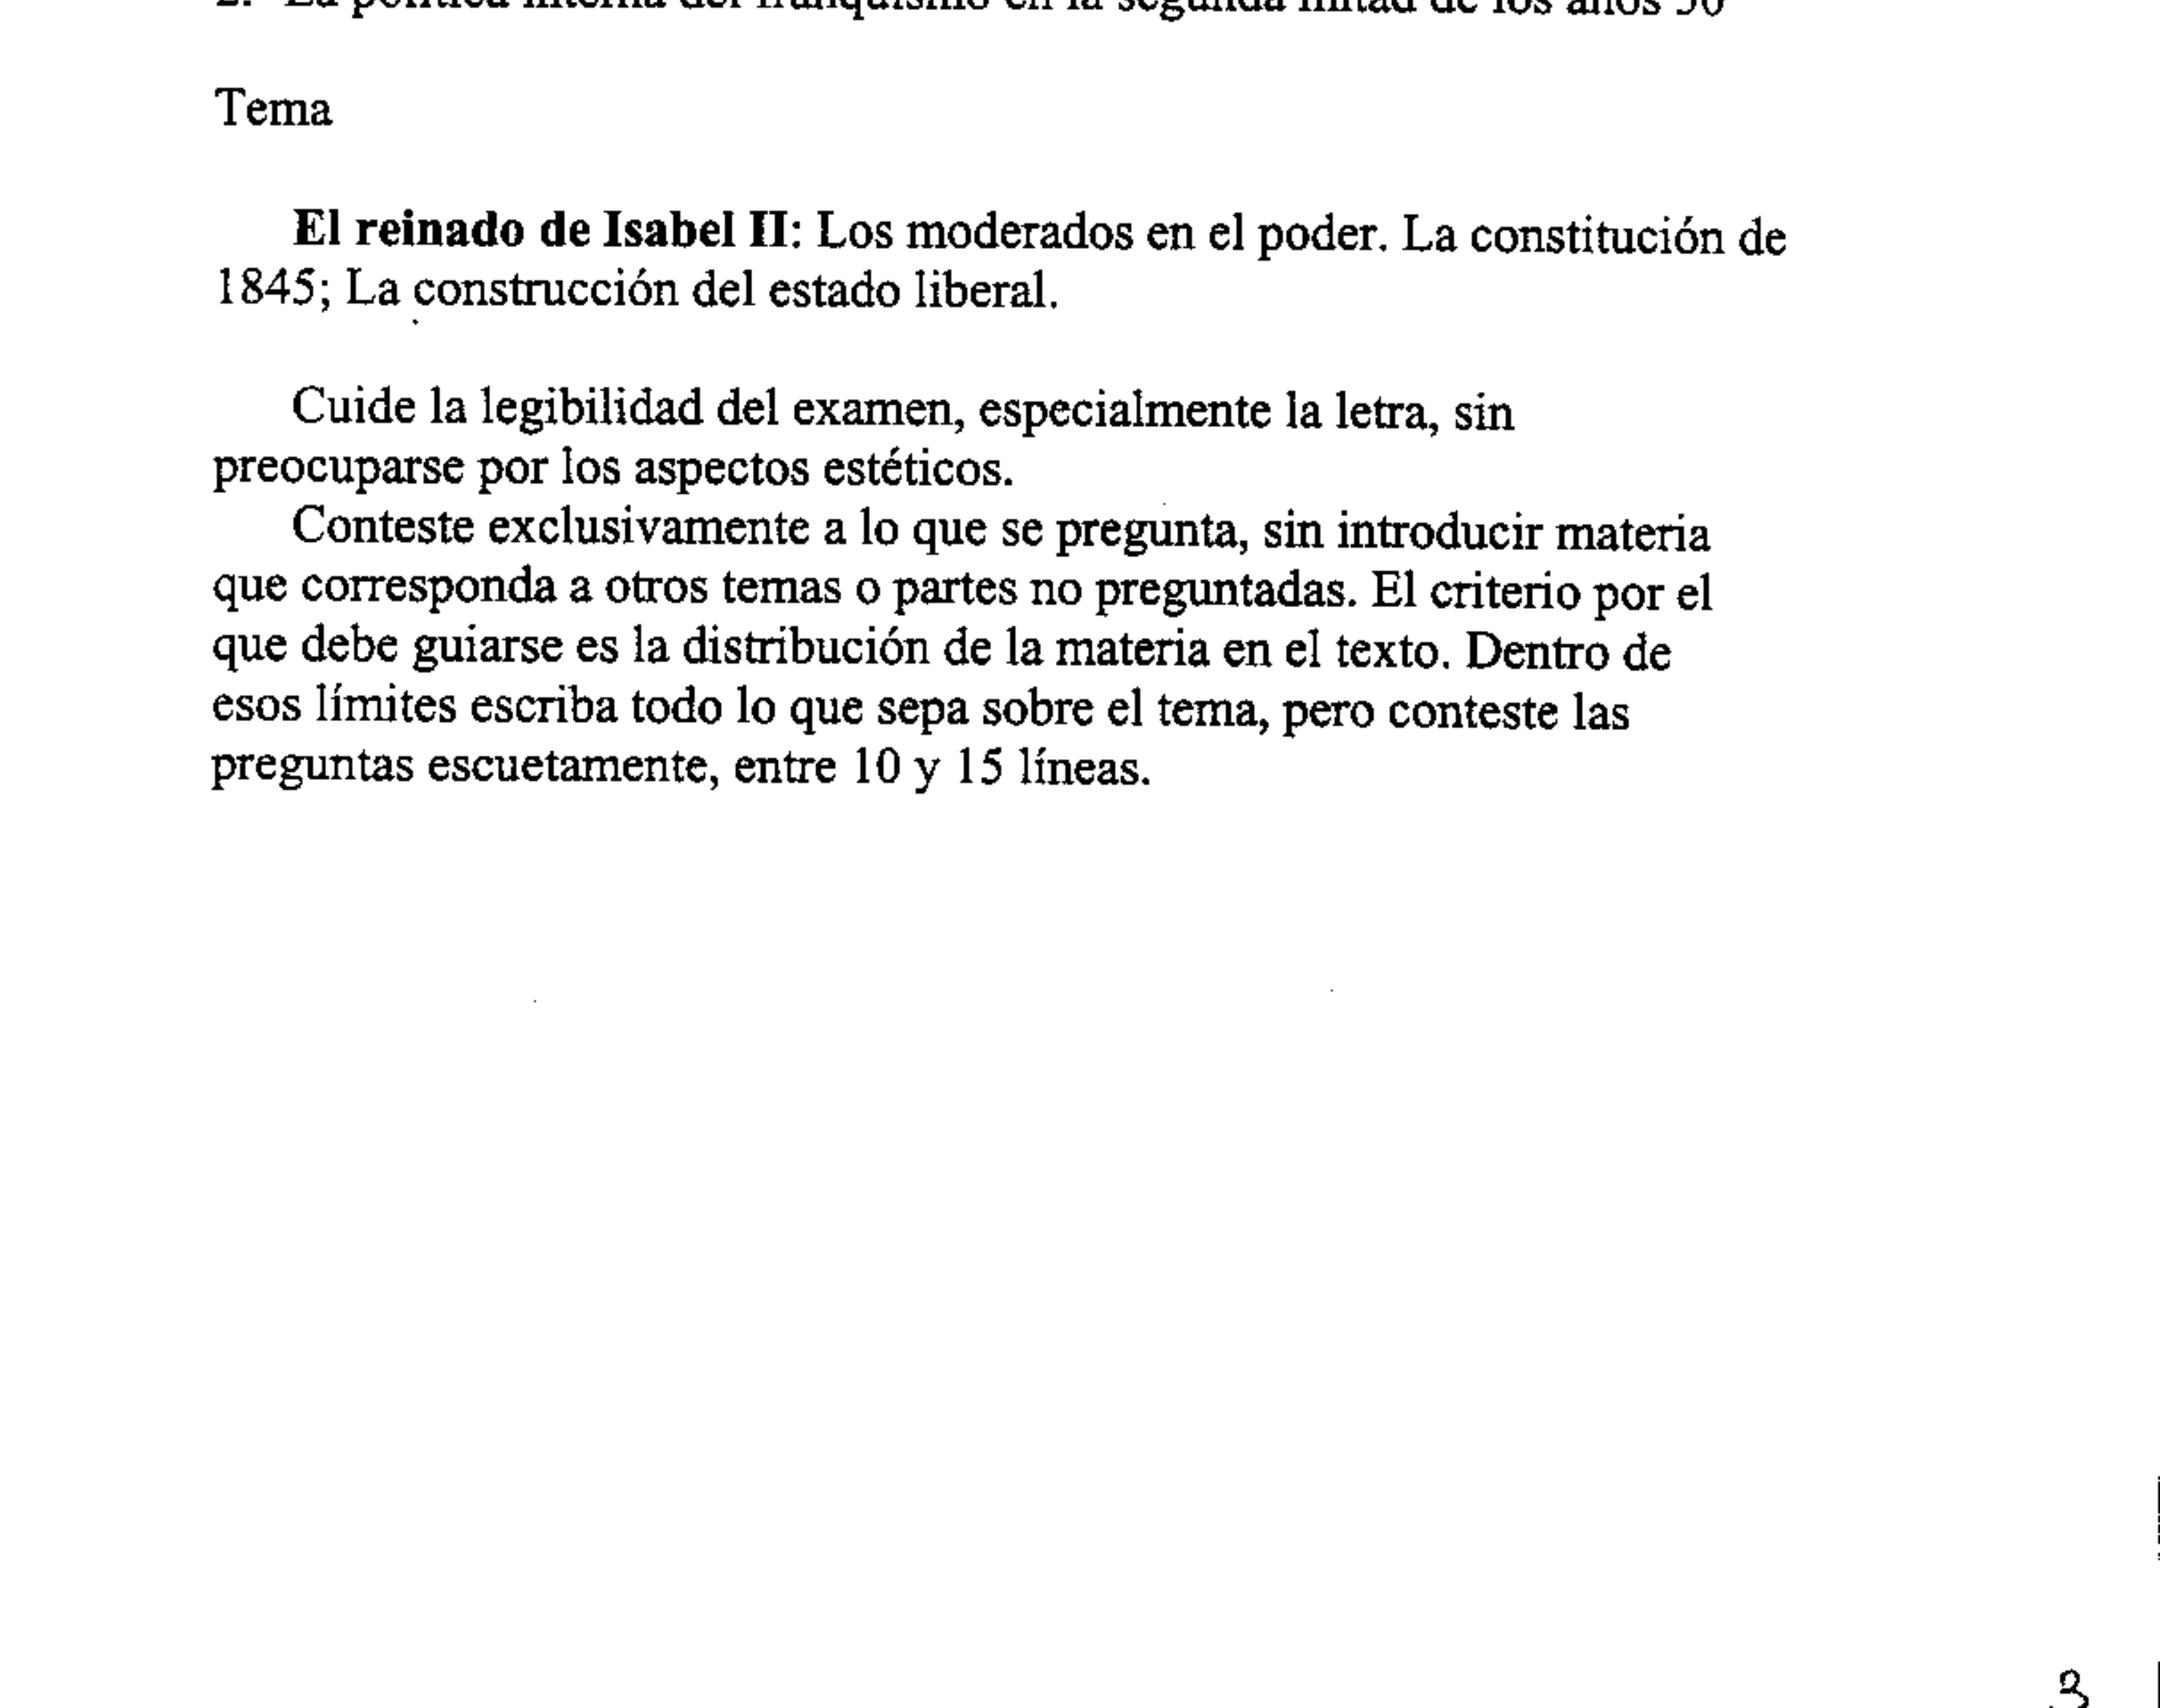 2. La política interna del franquismo en la segunda mitad de los años 50
Tema
El reinado de Isabel II: Los moderados en el poder. La constitución de
1845; La construcción del estado liberal.
Cuide la legibilidad del examen, especialmente la letra, sin
preocuparse por los aspectos estéticos.
Conteste exclusivamente a lo que se pregunta, sin introducir materia
que corresponda a otros temas o partes no preguntadas. El criterio por el
que debe guiarse es la distribución de la materia en el texto. Dentro de
esos límites escriba todo lo que sepa sobre el tema, pero conteste las
preguntas escuetamente, entre 10 y 15 líneas.